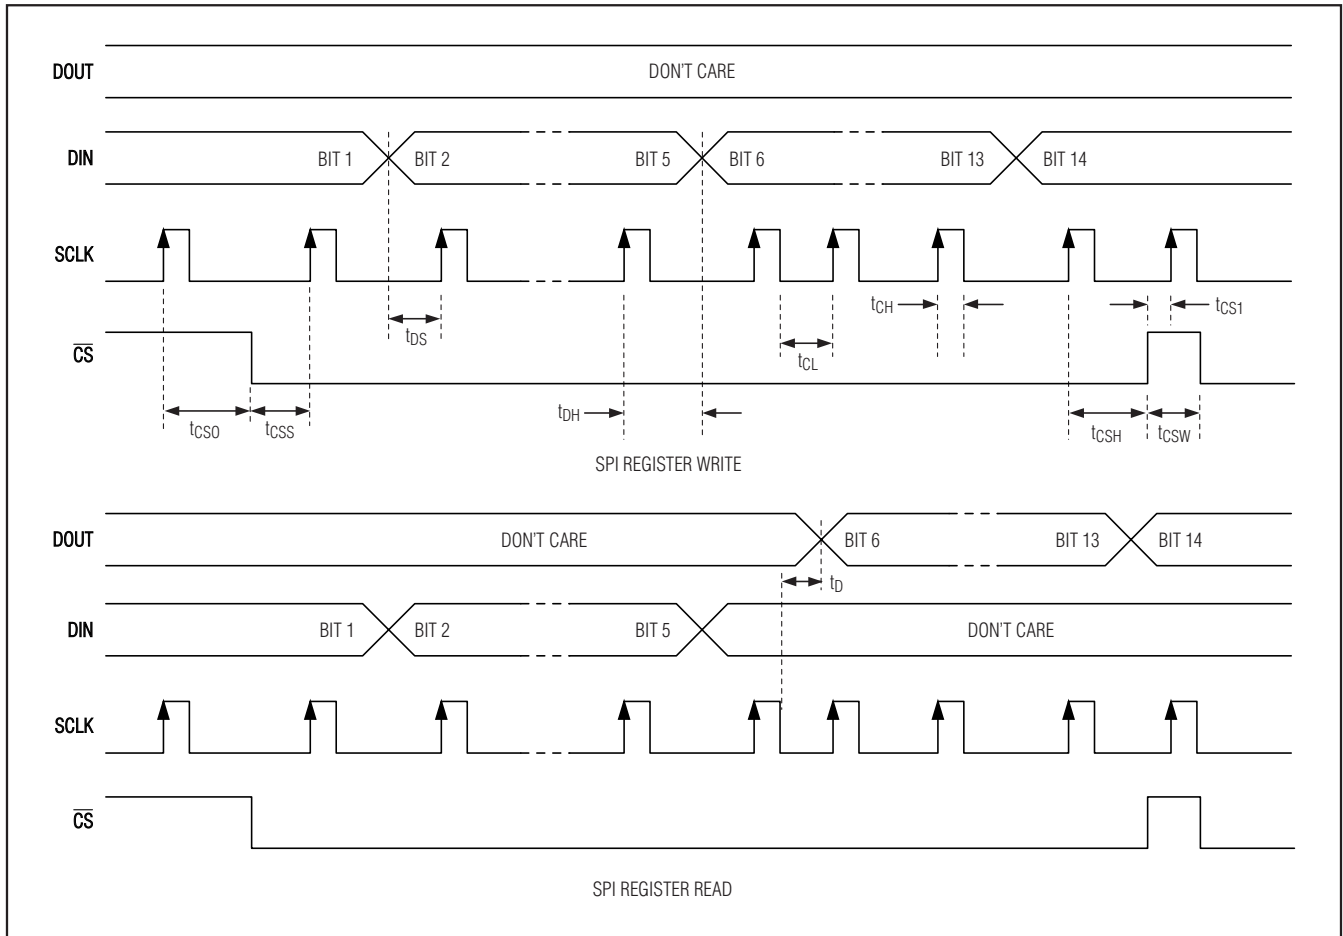 DOUT DON'T CARE
DIN BIT 1 BIT 2 BIT 5 BIT 6 BIT 13 BIT 14
SCLK
tCH tCS1
tDS
CS
tCL
tDH
tCSO tCSS tCSH tCSW
SPI REGISTER WRITE
DOUT DON'T CARE BIT 6 BIT 13 BIT 14
tD
DIN BIT 1 BIT 2 BIT 5 DON'T CARE
SCLK
CS
SPI REGISTER READ